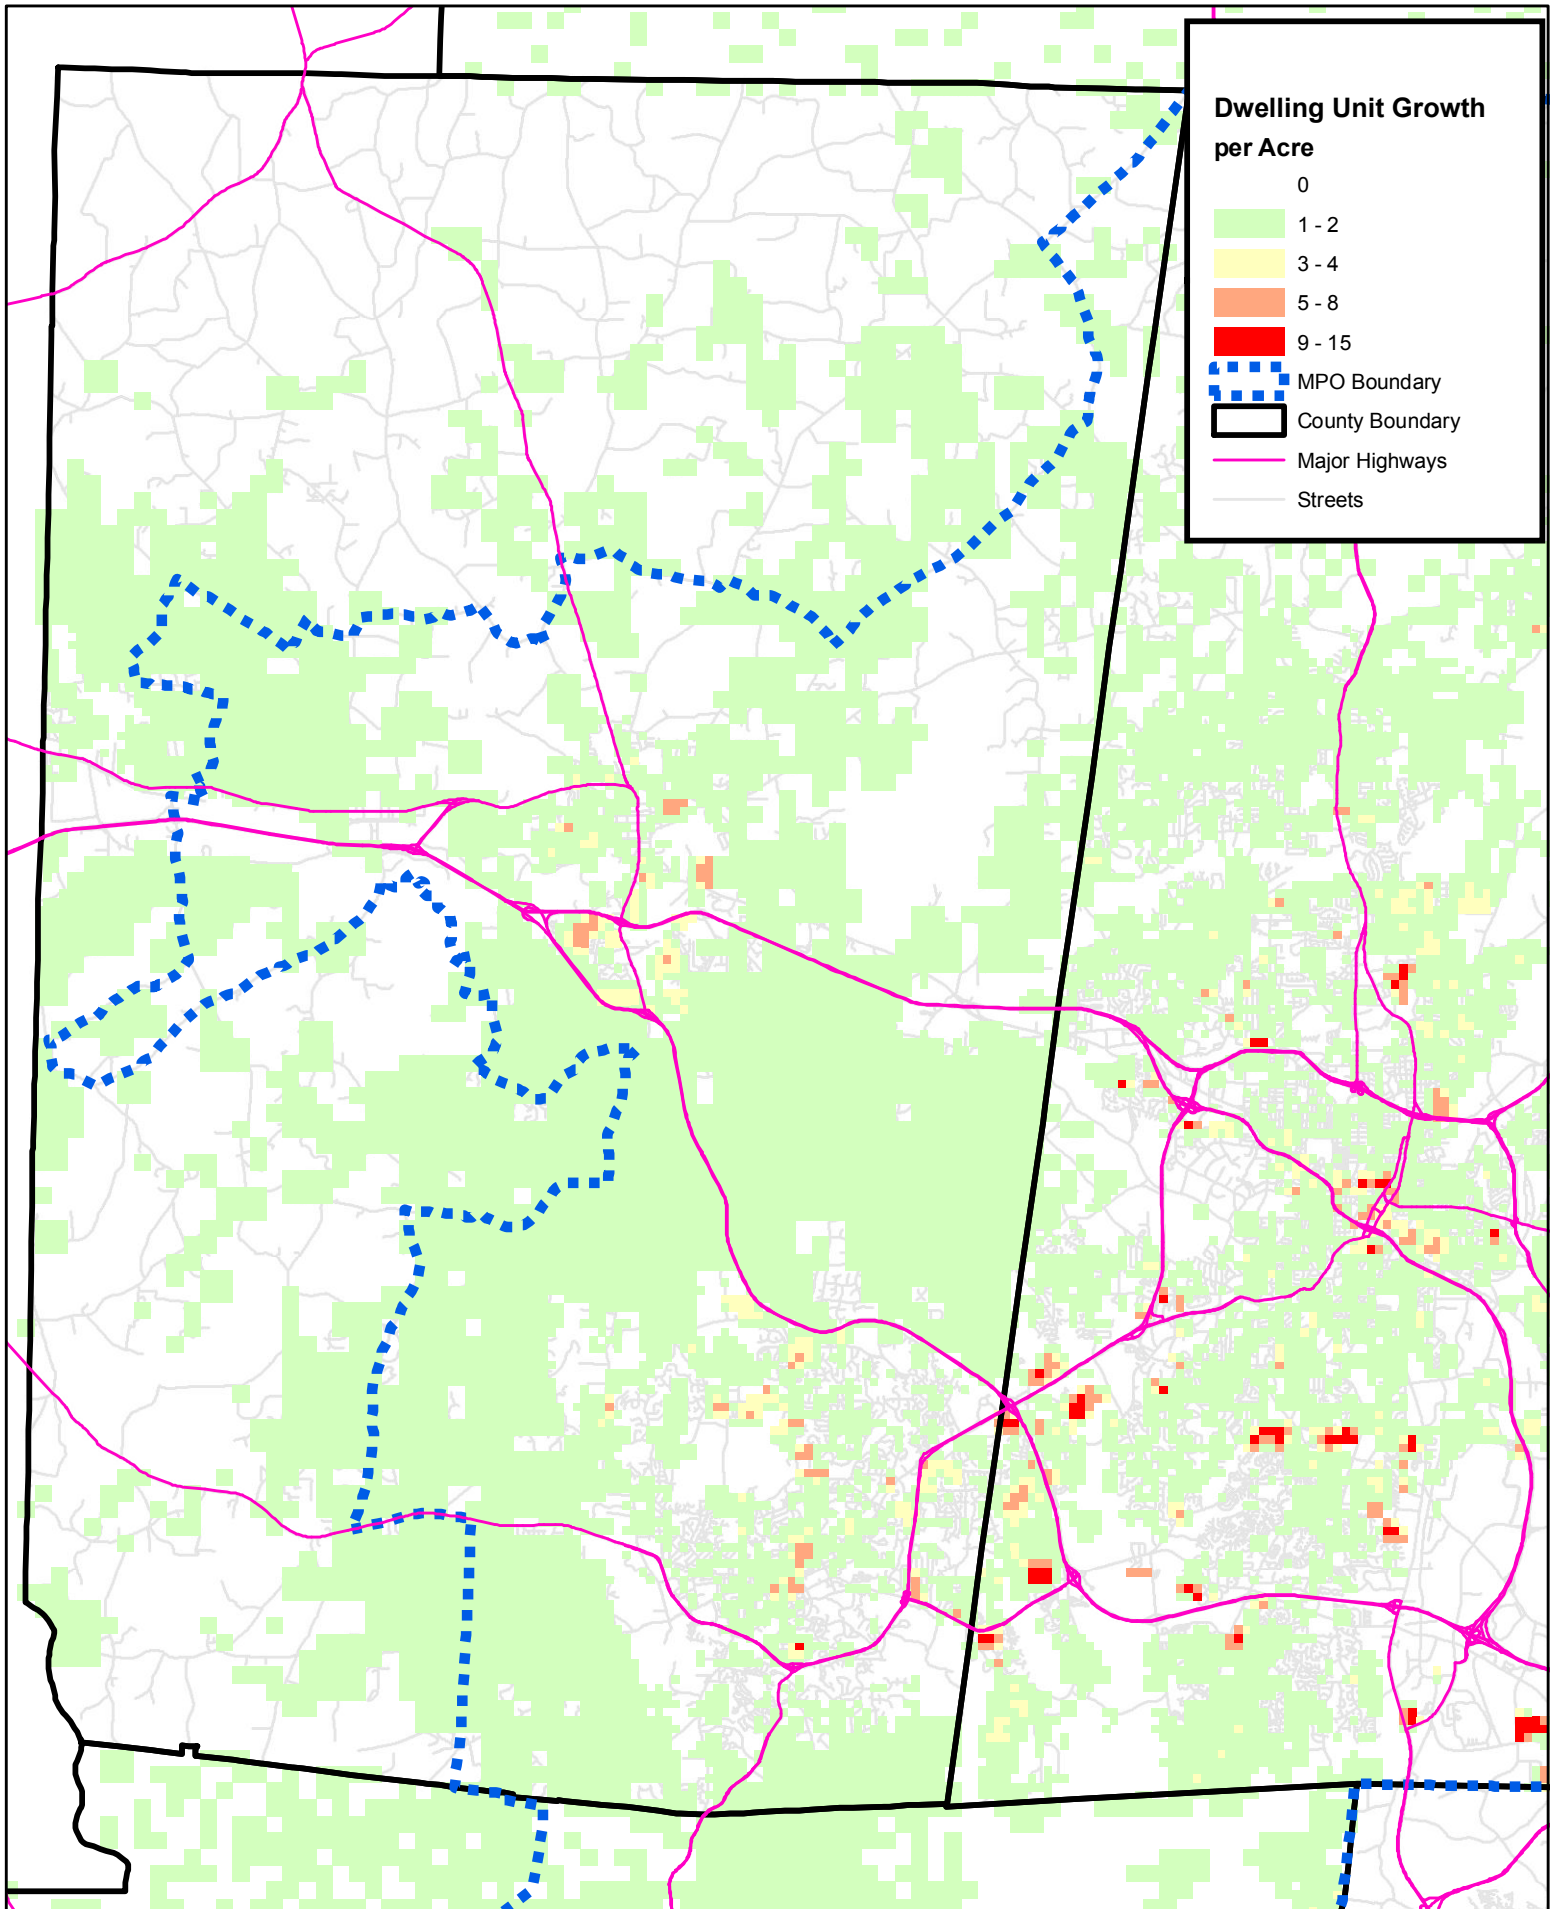 Dwelling Unit Growth
per Acre
0
1 - 2
3 - 4
5 - 8
9 - 15
MPO Boundary
County Boundary
Major Highways
Streets